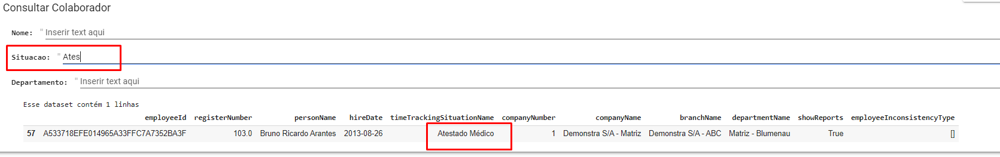 Consultar Colaborador
Nome: " Inserir text aqui
Situacao: " Ates
Departamento: " Inserir text aqui
Esse dataset contém 1 linhas
employeeId registerNumber personName hireDate timeTrackingSituationName companyNumber companyName branchName departmentName showReports employeeInconsistencyType
57 A533718EFE014965A33FFC7A7352BA3F 103.0 Bruno Ricardo Arantes 2013-08-26 Atestado Médico 1 Demonstra S/A - Matriz Demonstra S/A - ABC Matriz - Blumenau True []